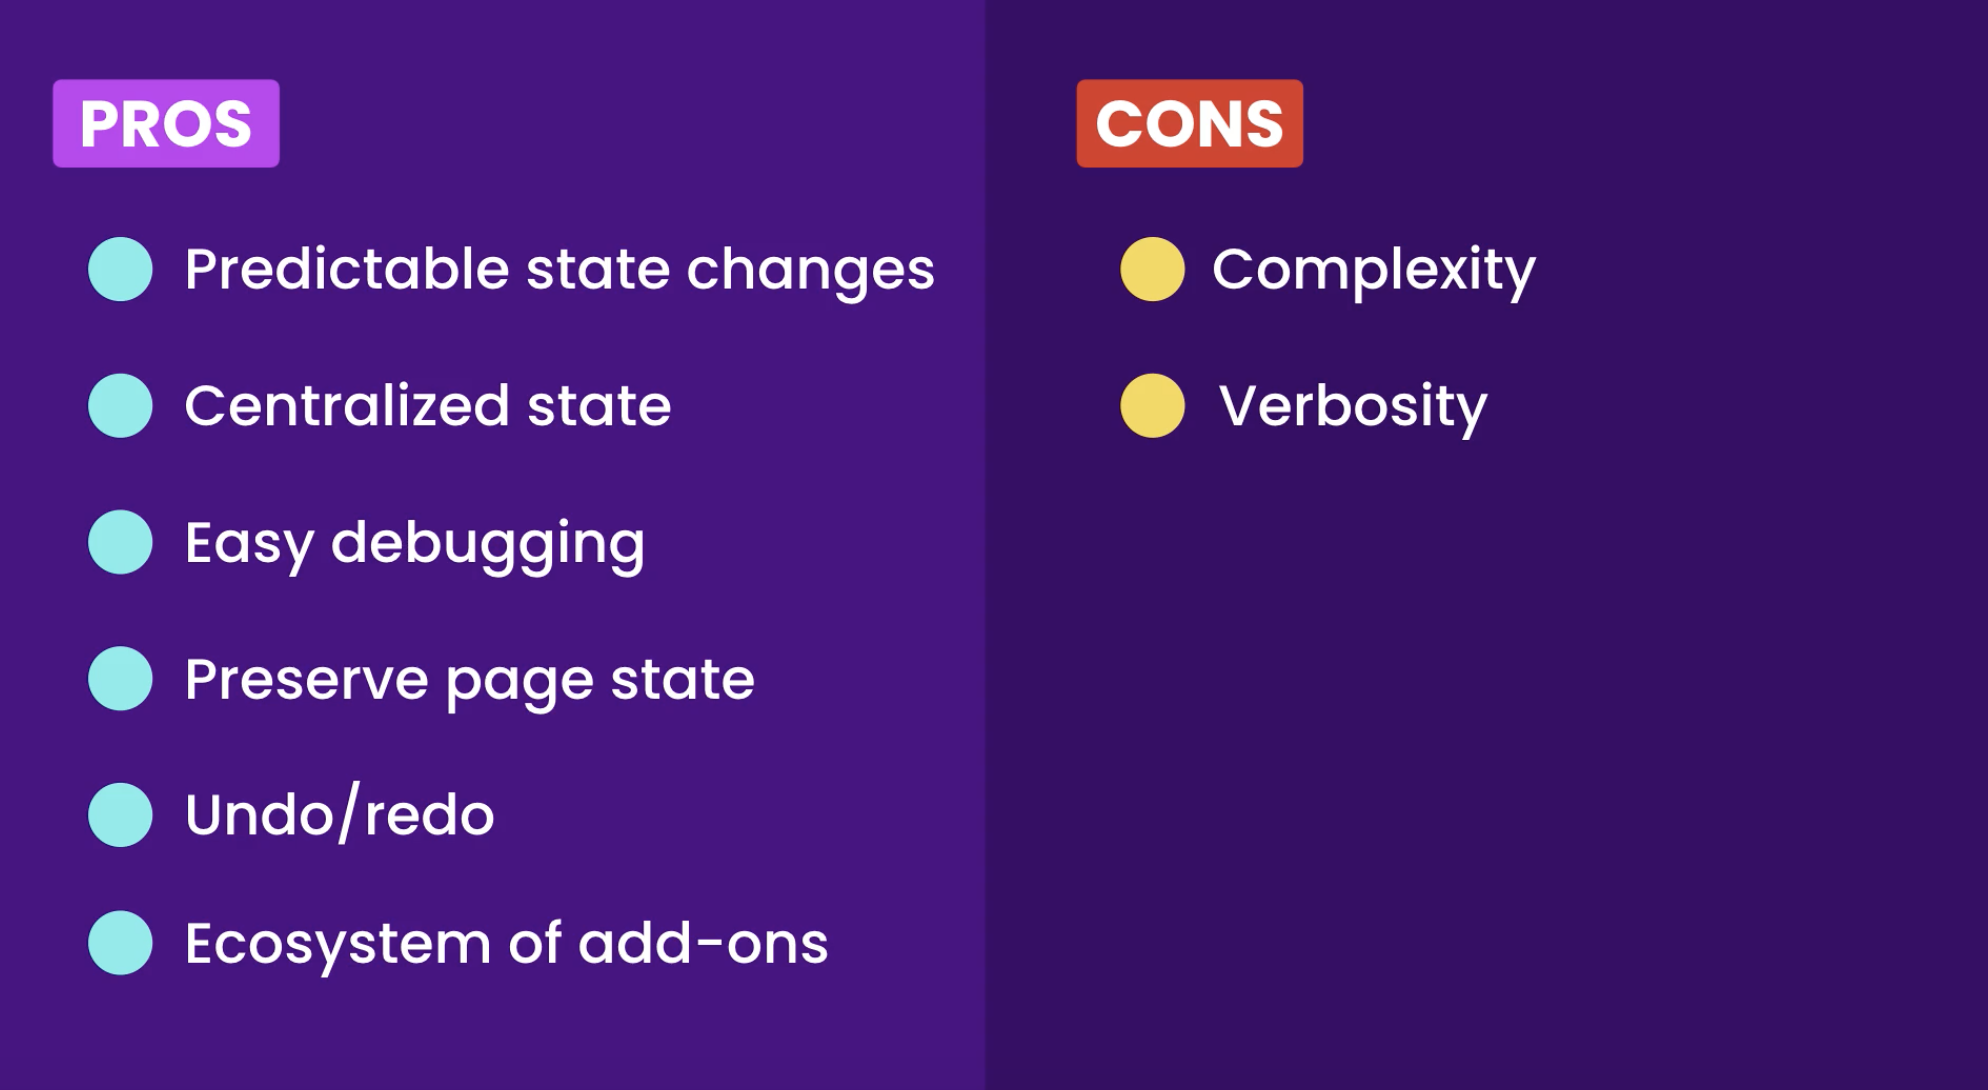 PROS
Predictable state changes
Centralized state
Easy debugging
Preserve page state
Undo/redo
Ecosystem of add-ons
CONS
Complexity
Verbosity